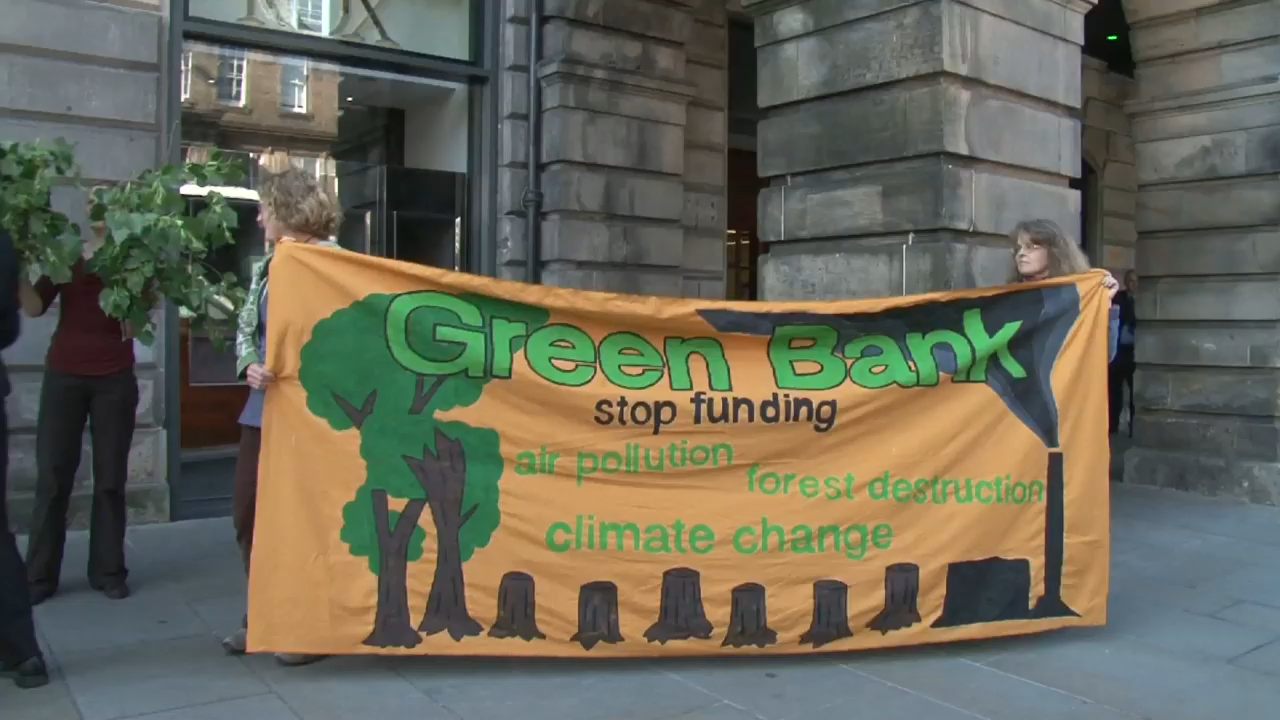 Green Bank
stop funding
air pollution
forest destruction
climate change